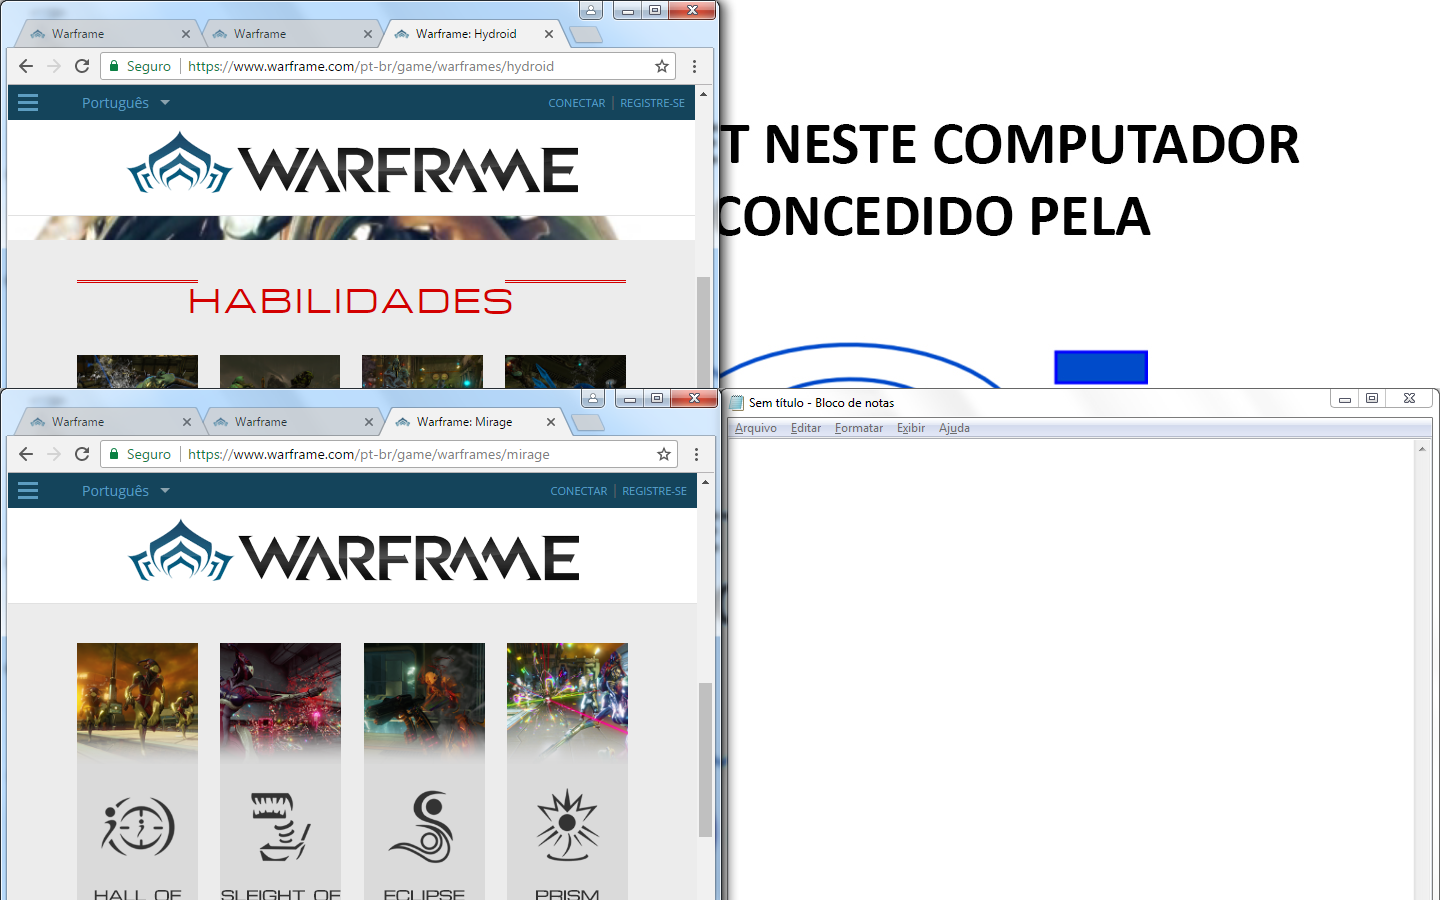 Warframe
Warframe
Warframe: Hydroid
Seguro
https://www.warframe.com/pt-br/game/warframes/hydroid
Português
CONECTAR
REGISTRE-SE
WARFRAME
HABILIDADES
T NESTE COMPUTADOR
CONCEDIDO PELA
Warframe
Warframe
Warframe: Mirage
Seguro
https://www.warframe.com/pt-br/game/warframes/mirage
Português
CONECTAR
REGISTRE-SE
WARFRAME
HALL OF
SLEIGHT OF
ECLIPSE
PRISM
Sem título - Bloco de notas
Arquivo Editar Formatar Exibir Ajuda